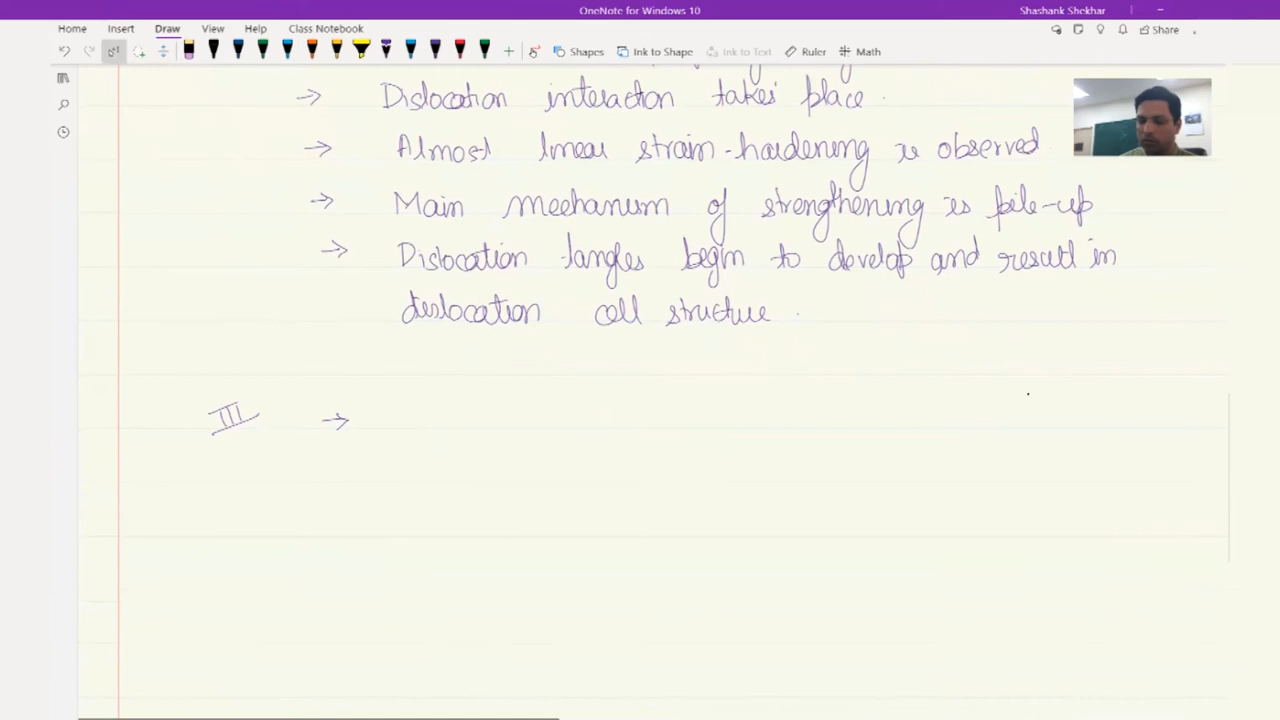 OneNote for Windows 10
Shashank Shekhar
Home Insert Draw View Help Class Notebook
Share
Shapes Ink to Shape Ink to Text Ruler Math
→ Dislocation interaction takes place.
→ Almost linear strain-hardening is observed.
→ Main mechanism of strengthening is pile-up
→ Dislocation tangles begin to develop and result in
dislocation cell structure.
III →